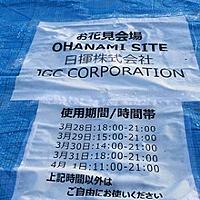 お花見会場
OHANAMI SITE
日揮株式会社
JGC CORPORATION
使用期間/時間帯
3月28日:18:00-21:00
3月29日:15:00-21:00
3月30日:14:00-21:00
3月31日:18:00-21:00
4月 1日:11:00-21:00
上記時間以外は
ご自由にお使いください